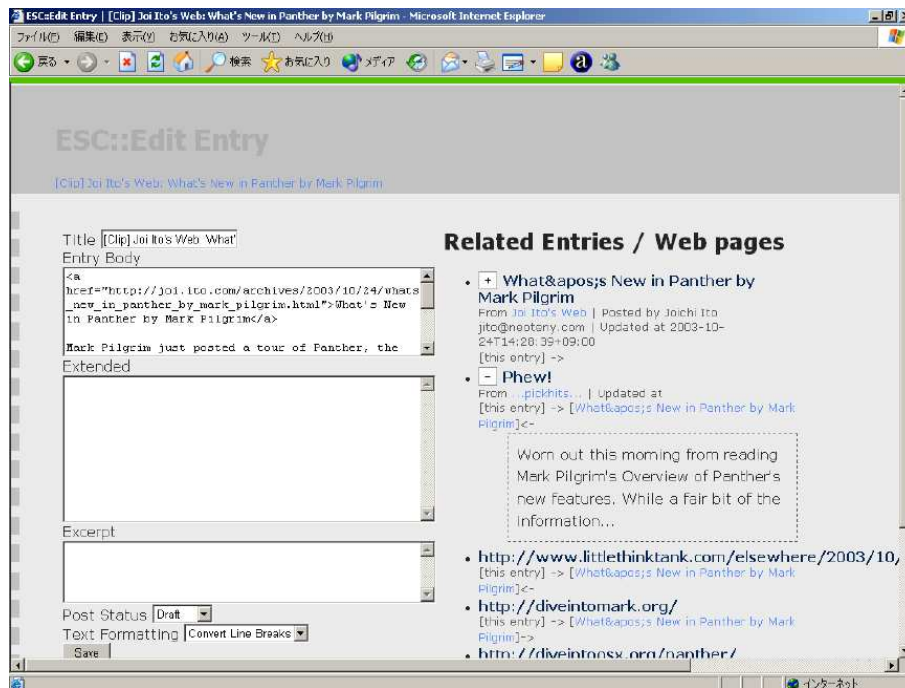 ESC::Edit Entry | [Clip] Joi Ito's Web: What's New in Panther by Mark Pilgrim - Microsoft Internet Explorer
ファイル(F) 編集(E) 表示(V) お気に入り(A) ツール(T) ヘルプ(H)
戻る 検索 お気に入り メディア
ESC::Edit Entry
[Clip] Joi Ito's Web: What's New in Panther by Mark Pilgrim
Title [Clip] Joi Ito's Web: What'
Entry Body
<a
href="http://joi.ito.com/archives/2003/10/24/whats
_new_in_panther_by_mark_pilgrim.html">What's New
in Panther by Mark Pilgrim</a>
Mark Pilgrim just posted a tour of Panther, the
Extended
Excerpt
Post Status Draft
Text Formatting Convert Line Breaks
Save
Related Entries / Web pages
+ What&apos;s New in Panther by
Mark Pilgrim
From Joi Ito's Web | Posted by Joichi Ito
jito@neoteny.com | Updated at 2003-10-
24T14:28:39+09:00
[this entry] ->
- Phew!
From ...pickhits... | Updated at
[this entry] -> [What&apos;s New in Panther by Mark
Pilgrim]<-
Worn out this morning from reading
Mark Pilgrim's Overview of Panther's
new features. While a fair bit of the
information...
http://www.littlethinktank.com/elsewhere/2003/10/
[this entry] -> [What&apos;s New in Panther by Mark
Pilgrim]<-
http://diveintomark.org/
[this entry] -> [What&apos;s New in Panther by Mark
Pilgrim]->
http://diveintoosx.org/panther/
インターネット